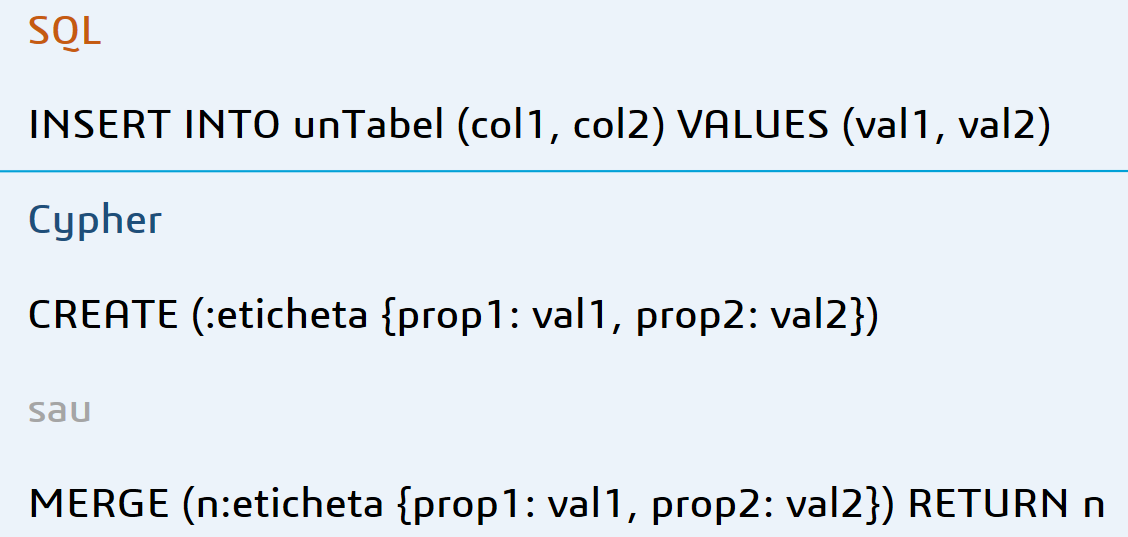 SQL
INSERT INTO unTabel (col1, col2) VALUES (val1, val2)
Cypher
CREATE (:eticheta {prop1: val1, prop2: val2})
sau
MERGE (n:eticheta {prop1: val1, prop2: val2}) RETURN n